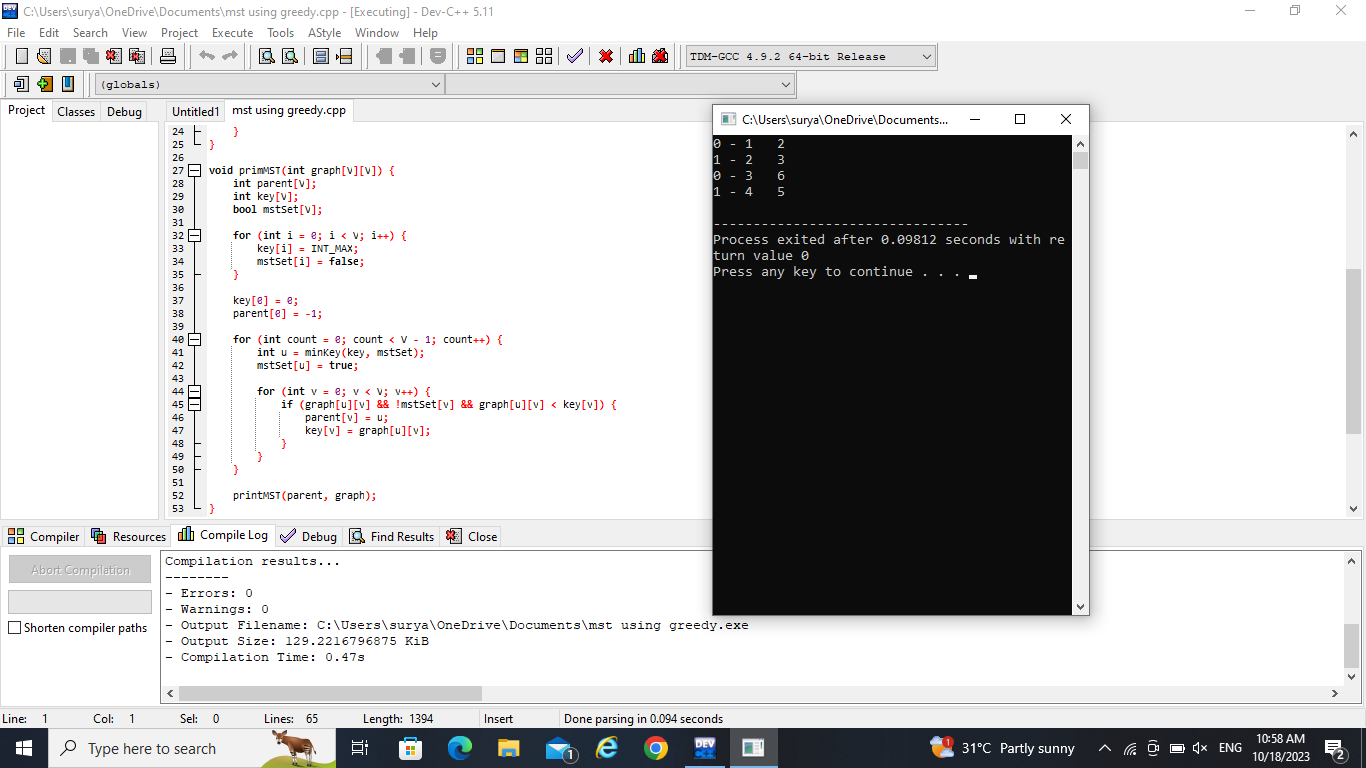 C:\Users\surya\OneDrive\Documents\mst using greedy.cpp - [Executing] - Dev-C++ 5.11
File Edit Search View Project Execute Tools AStyle Window Help
TDM-GCC 4.9.2 64-bit Release
(globals)
Project Classes Debug
Untitled1 mst using greedy.cpp
24 }
25 }
26
27 void primMST(int graph[V][V]) {
28 int parent[V];
29 int key[V];
30 bool mstSet[V];
31
32 for (int i = 0; i < V; i++) {
33 key[i] = INT_MAX;
34 mstSet[i] = false;
35 }
36
37 key[0] = 0;
38 parent[0] = -1;
39
40 for (int count = 0; count < V - 1; count++) {
41 int u = minKey(key, mstSet);
42 mstSet[u] = true;
43
44 for (int v = 0; v < V; v++) {
45 if (graph[u][v] && !mstSet[v] && graph[u][v] < key[v]) {
46 parent[v] = u;
47 key[v] = graph[u][v];
48 }
49 }
50 }
51
52 printMST(parent, graph);
53 }
C:\Users\surya\OneDrive\Documents...
0 - 1 2
1 - 2 3
0 - 3 6
1 - 4 5
--------------------------------
Process exited after 0.09812 seconds with re
turn value 0
Press any key to continue . . .
Compiler Resources Compile Log Debug Find Results Close
Abort Compilation
Shorten compiler paths
Compilation results...
--------
- Errors: 0
- Warnings: 0
- Output Filename: C:\Users\surya\OneDrive\Documents\mst using greedy.exe
- Output Size: 129.2216796875 KiB
- Compilation Time: 0.47s
Line: 1 Col: 1 Sel: 0 Lines: 65 Length: 1394 Insert Done parsing in 0.094 seconds
Type here to search
1
DEV
1
31°C Partly sunny
ENG
10:58 AM
10/18/2023
2